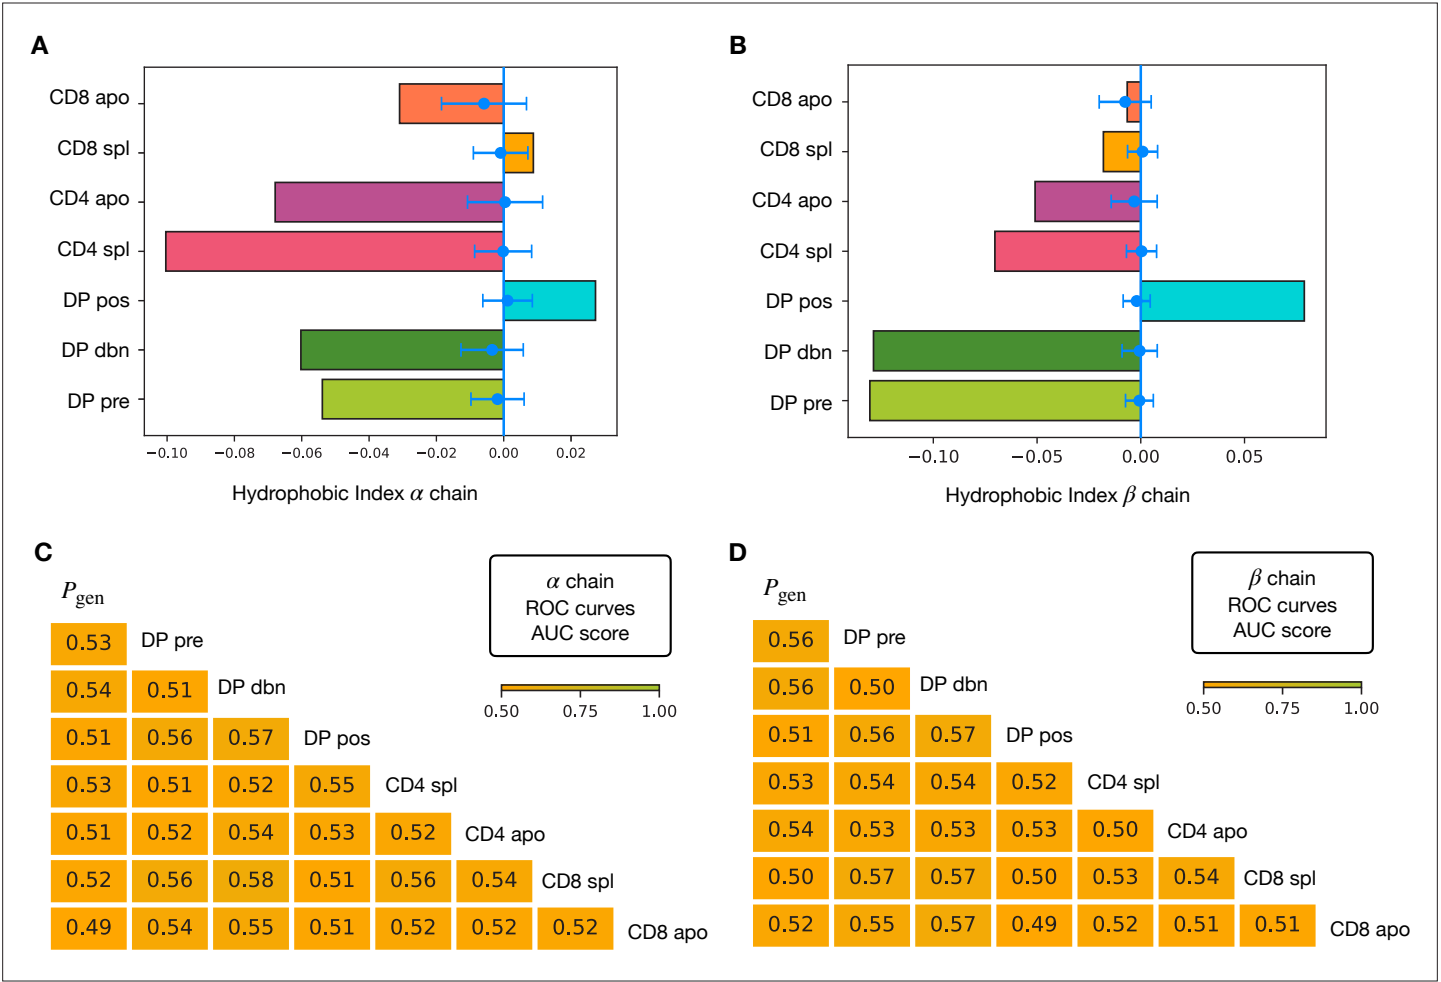 A
CD8 apo
CD8 spl
CD4 apo
CD4 spl
DP pos
DP dbn
DP pre
−0.10 −0.08 −0.06 −0.04 −0.02 0.00 0.02
Hydrophobic Index α chain
B
CD8 apo
CD8 spl
CD4 apo
CD4 spl
DP pos
DP dbn
DP pre
−0.10 −0.05 0.00 0.05
Hydrophobic Index β chain
C
α chain
ROC curves
AUC score
0.50 0.75 1.00
Pgen
0.53 DP pre
0.54 0.51 DP dbn
0.51 0.56 0.57 DP pos
0.53 0.51 0.52 0.55 CD4 spl
0.51 0.52 0.54 0.53 0.52 CD4 apo
0.52 0.56 0.58 0.51 0.56 0.54 CD8 spl
0.49 0.54 0.55 0.51 0.52 0.52 0.52 CD8 apo
D
β chain
ROC curves
AUC score
0.50 0.75 1.00
Pgen
0.56 DP pre
0.56 0.50 DP dbn
0.51 0.56 0.57 DP pos
0.53 0.54 0.54 0.52 CD4 spl
0.54 0.53 0.53 0.53 0.50 CD4 apo
0.50 0.57 0.57 0.50 0.53 0.54 CD8 spl
0.52 0.55 0.57 0.49 0.52 0.51 0.51 CD8 apo